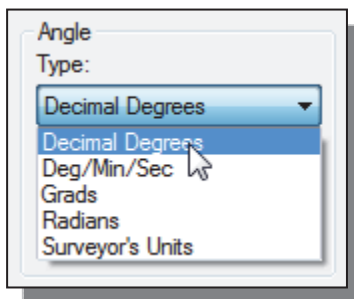 Angle
Type:
Decimal Degrees
Decimal Degrees
Deg/Min/Sec
Grads
Radians
Surveyor's Units